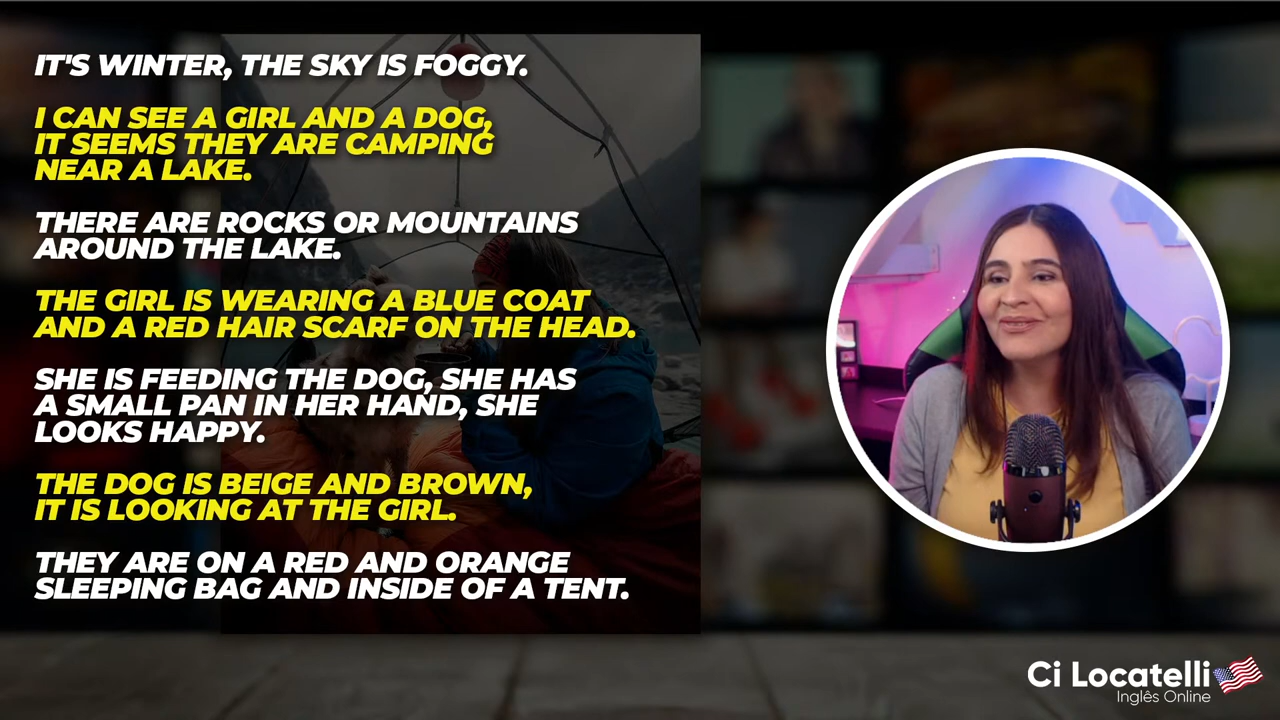 IT'S WINTER, THE SKY IS FOGGY.
I CAN SEE A GIRL AND A DOG,
IT SEEMS THEY ARE CAMPING
NEAR A LAKE.
THERE ARE ROCKS OR MOUNTAINS
AROUND THE LAKE.
THE GIRL IS WEARING A BLUE COAT
AND A RED HAIR SCARF ON THE HEAD.
SHE IS FEEDING THE DOG, SHE HAS
A SMALL PAN IN HER HAND, SHE
LOOKS HAPPY.
THE DOG IS BEIGE AND BROWN,
IT IS LOOKING AT THE GIRL.
THEY ARE ON A RED AND ORANGE
SLEEPING BAG AND INSIDE OF A TENT.
Ci Locatelli
Inglês Online